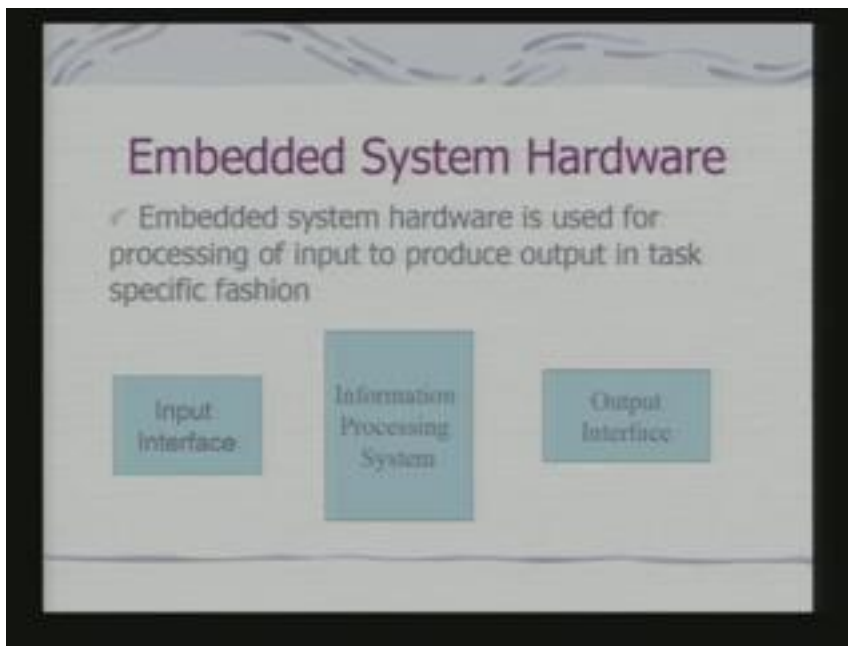 Embedded System Hardware
Embedded system hardware is used for
processing of input to produce output in task
specific fashion
Input
Interface
Information
Processing
System
Output
Interface